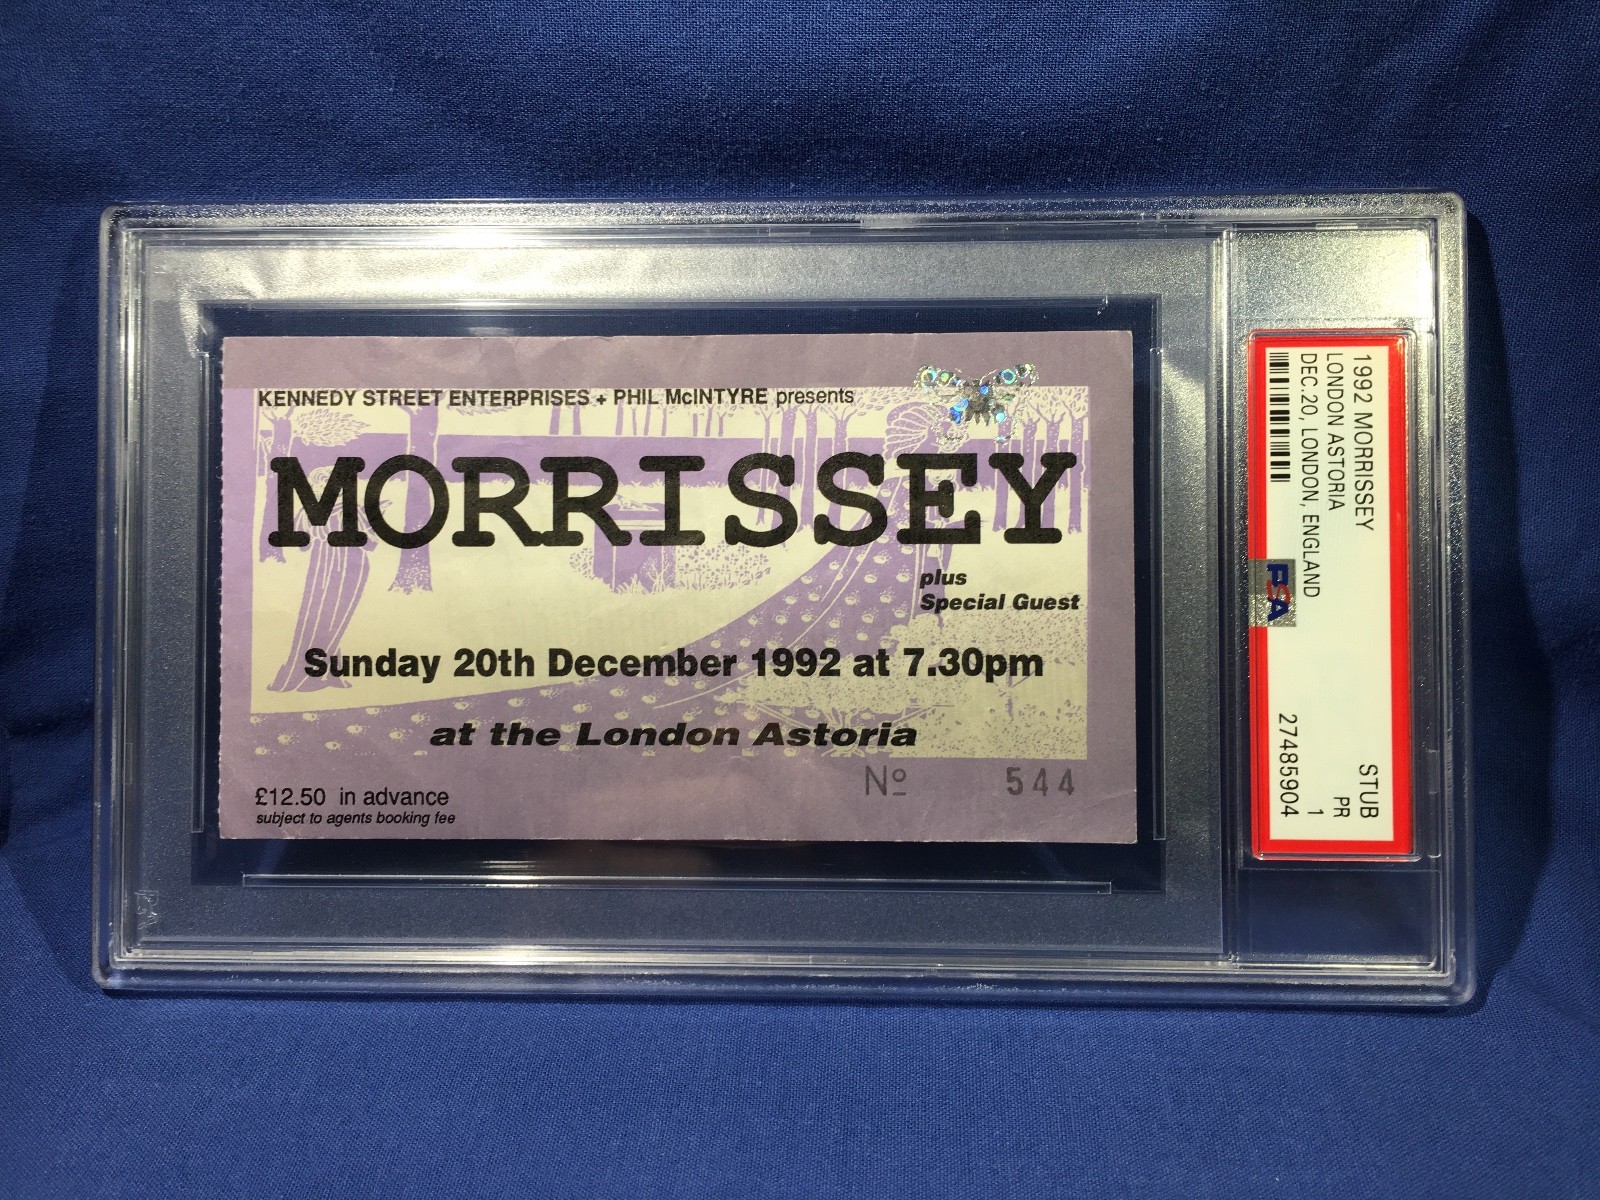 KENNEDY STREET ENTERPRISES + PHIL McINTYRE presents
MORRISSEY
plus
Special Guest
Sunday 20th December 1992 at 7.30pm
at the London Astoria
Nº 544
£12.50 in advance
subject to agents booking fee
1992 MORRISSEY
LONDON ASTORIA
DEC.20, LONDON, ENGLAND
PSA
STUB
PR
1
27485904